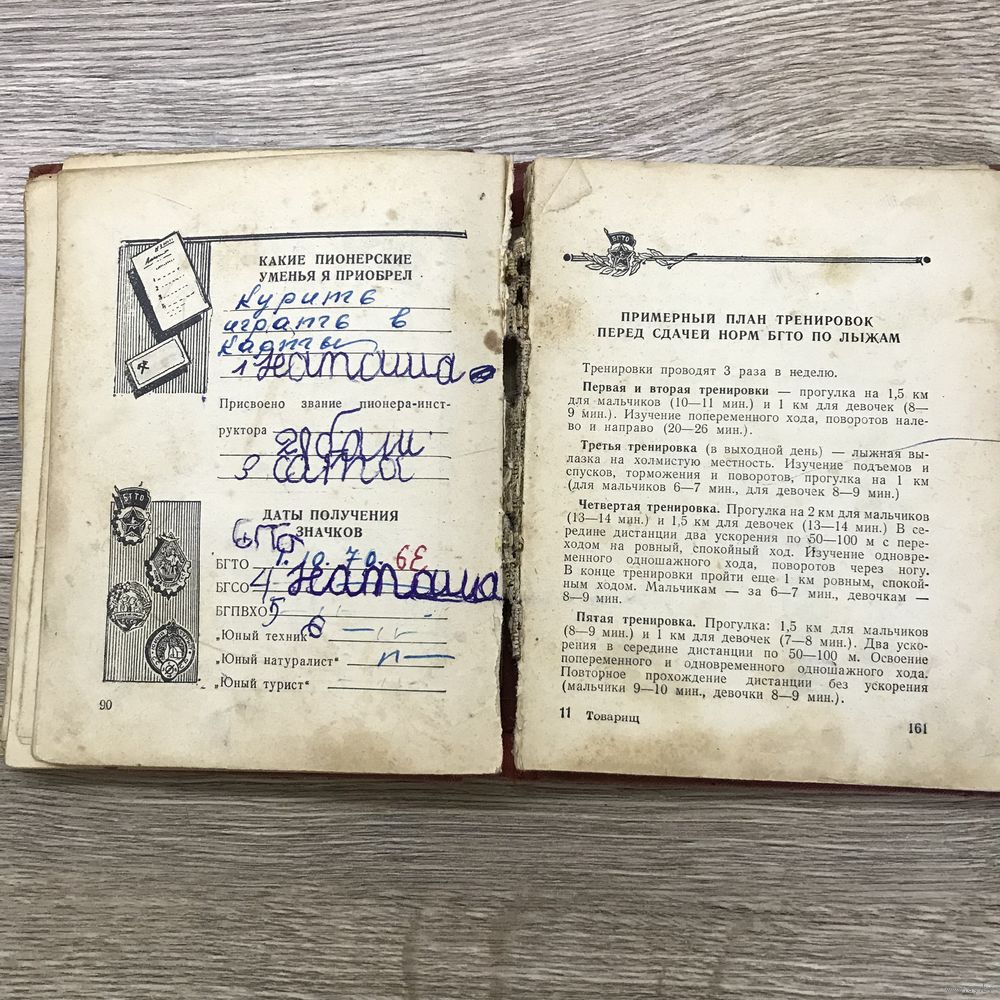 КАКИЕ ПИОНЕРСКИЕ
УМЕНЬЯ Я ПРИОБРЕЛ
Курить
играть в
1 Наташа
Присвоено звание пионера-инст-
руктора
ДАТЫ ПОЛУЧЕНИЯ
ЗНАЧКОВ
БГТО 10. 70.
БГСО 4 Наташа
БГПВХО 5
„Юный техник“ 6
„Юный натуралист“
„Юный турист“
90
БГТО
ПРИМЕРНЫЙ ПЛАН ТРЕНИРОВОК
ПЕРЕД СДАЧЕЙ НОРМ БГТО ПО ЛЫЖАМ
Тренировки проводят 3 раза в неделю.
Первая и вторая тренировки — прогулка на 1,5 км
для мальчиков (10—11 мин.) и 1 км для девочек (8—
9 мин.). Изучение попеременного хода, поворотов нале-
во и направо (20—26 мин.).
Третья тренировка (в выходной день) — лыжная вы-
лазка на холмистую местность. Изучение подъемов и
спусков, торможения и поворотов, прогулка на 1 км
(для мальчиков 6—7 мин., для девочек 8—9 мин.)
Четвертая тренировка. Прогулка на 2 км для мальчиков
(13—14 мин.) и 1,5 км для девочек (13—14 мин.) В се-
редине дистанции два ускорения по 50—100 м с пере-
ходом на ровный, спокойный ход. Изучение одновре-
менного одношажного хода, поворотов через ногу.
В конце тренировки пройти еще 1 км ровным, спокой-
ным ходом. Мальчикам — за 6—7 мин., девочкам —
8—9 мин.
Пятая тренировка. Прогулка: 1,5 км для мальчиков
(8—9 мин.) и 1 км для девочек (7—8 мин.). Два уско-
рения в середине дистанции по 50—100 м. Освоение
попеременного и одновременного одношажного хода.
Повторное прохождение дистанции без ускорения
(мальчики 9—10 мин., девочки 8—9 мин.).
11 Товарищ
161